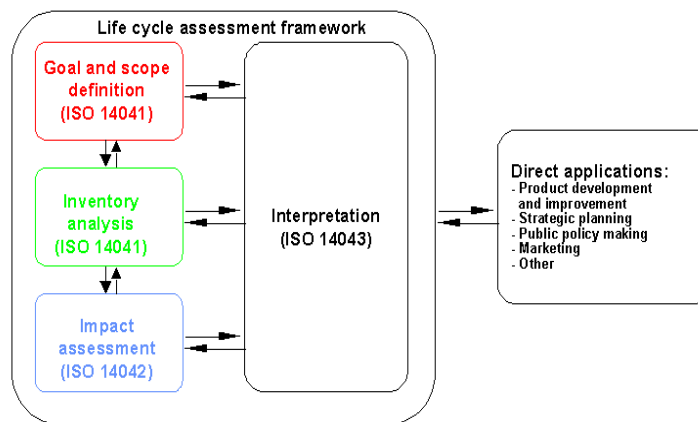 Life cycle assessment framework
Goal and scope
definition
(ISO 14041)
Inventory
analysis
(ISO 14041)
Impact
assessment
(ISO 14042)
Interpretation
(ISO 14043)
Direct applications:
- Product development
and improvement
- Strategic planning
- Public policy making
- Marketing
- Other